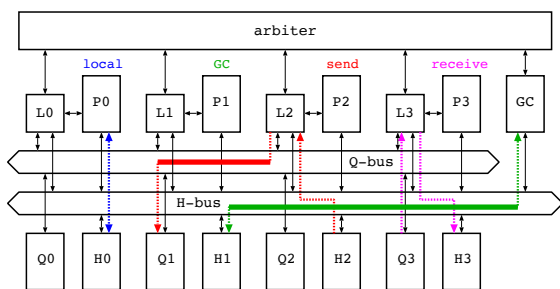 arbiter
local GC send receive
L0 P0 L1 P1 L2 P2 L3 P3 GC
Q-bus
H-bus
Q0 H0 Q1 H1 Q2 H2 Q3 H3